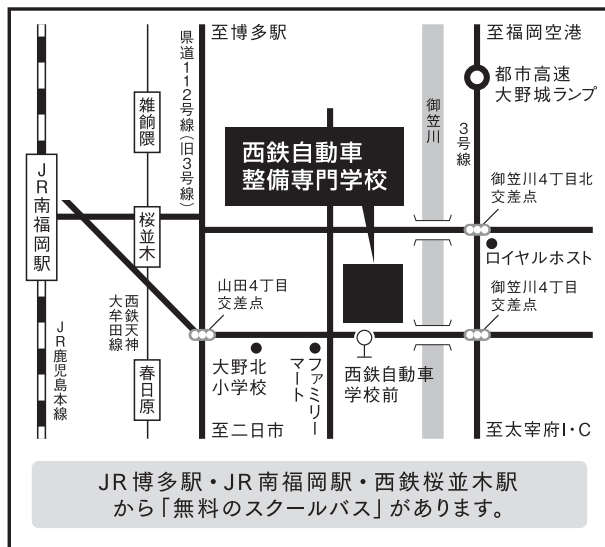 至博多駅
至福岡空港
県道112号線(旧3号線)
都市高速
大野城ランプ
雑餉隈
御笠川
3号線
西鉄自動車
整備専門学校
JR南福岡駅
桜並木
御笠川4丁目北
交差点
ロイヤルホスト
山田4丁目
交差点
御笠川4丁目
交差点
西鉄天神
大牟田線
JR鹿児島本線
春日原
大野北
小学校
ファミリー
マート
西鉄自動車
学校前
至二日市
至太宰府I・C
JR博多駅・JR南福岡駅・西鉄桜並木駅
から「無料のスクールバス」があります。